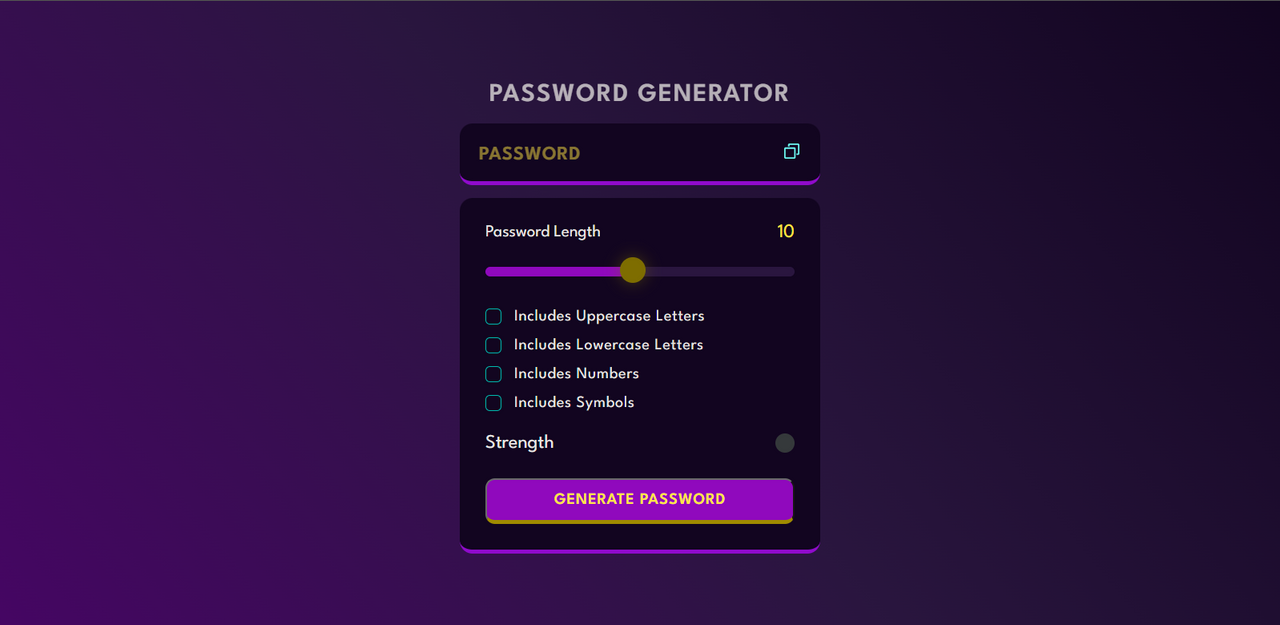 PASSWORD GENERATOR
PASSWORD
Password Length 10
Includes Uppercase Letters
Includes Lowercase Letters
Includes Numbers
Includes Symbols
Strength
GENERATE PASSWORD